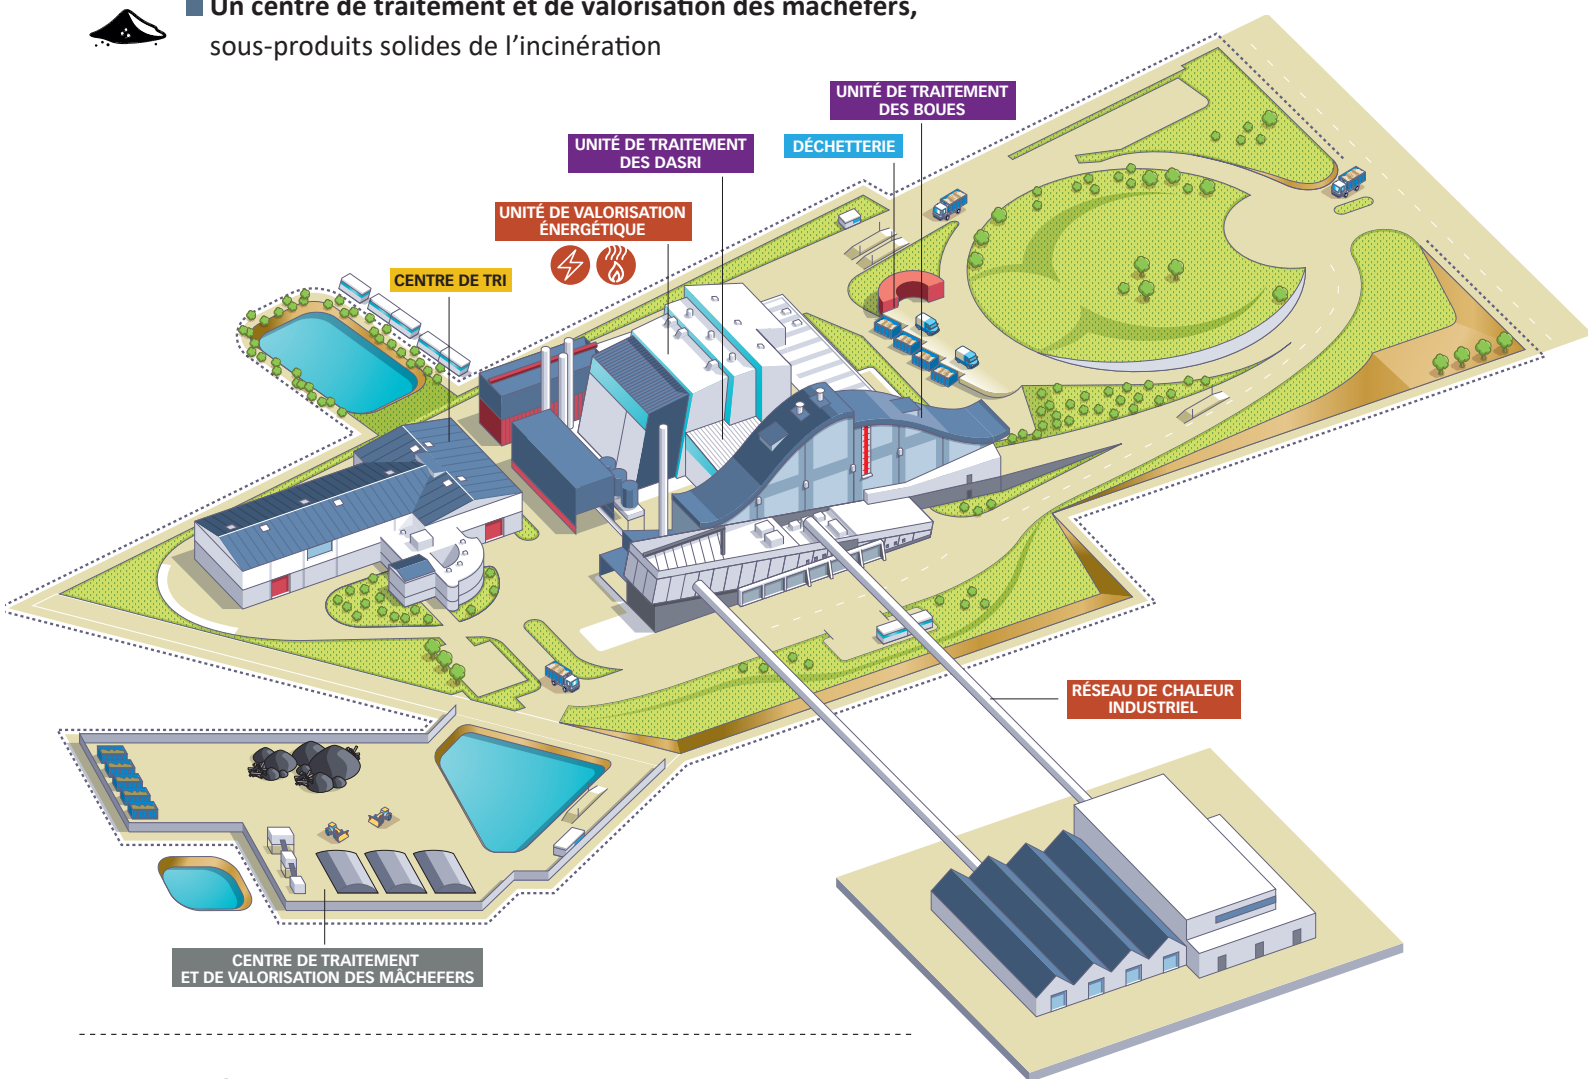 Un centre de traitement et de valorisation des mâchefers,
sous-produits solides de l’incinération
UNITÉ DE TRAITEMENT
DES BOUES
UNITÉ DE TRAITEMENT
DES DASRI
DÉCHETTERIE
UNITÉ DE VALORISATION
ÉNERGÉTIQUE
CENTRE DE TRI
RÉSEAU DE CHALEUR
INDUSTRIEL
CENTRE DE TRAITEMENT
ET DE VALORISATION DES MÂCHEFERS